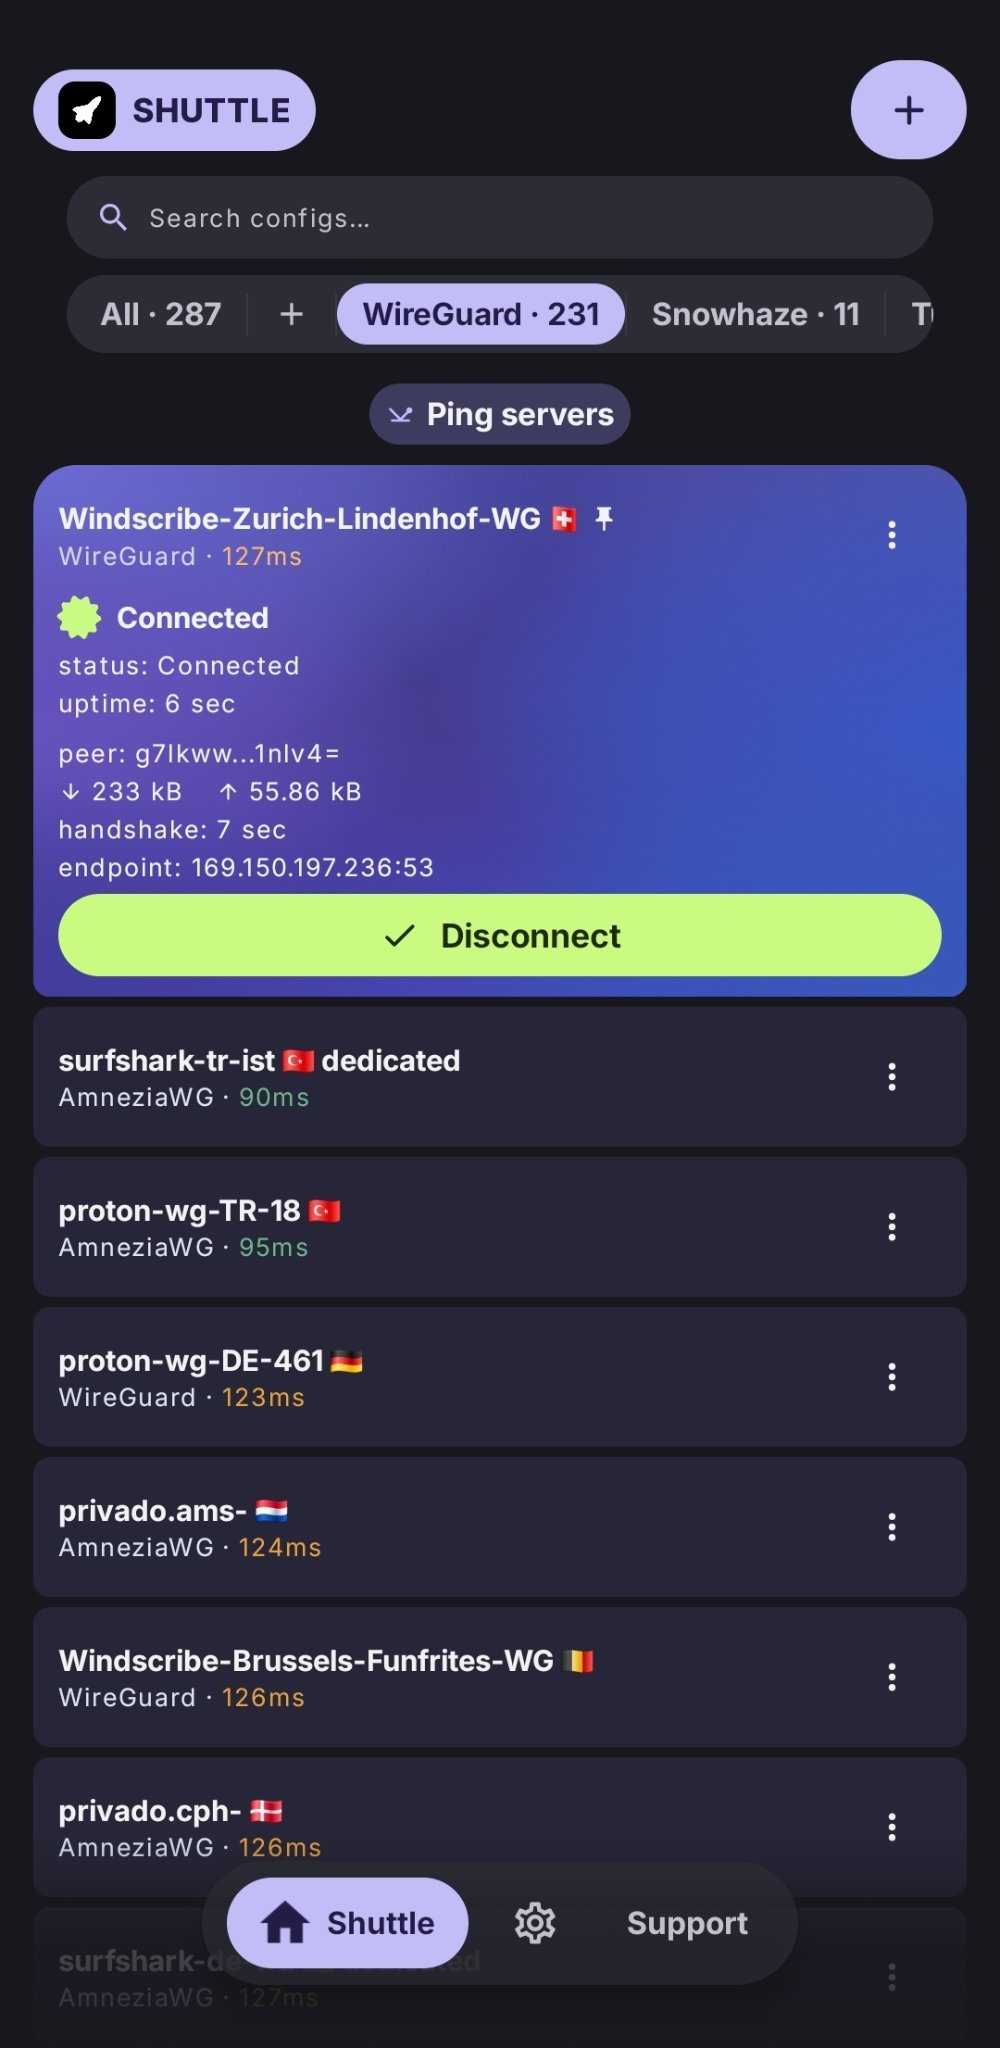 SHUTTLE
Search configs...
All · 287
WireGuard · 231
Snowhaze · 11
Ping servers
Windscribe-Zurich-Lindenhof-WG 🇨🇭
WireGuard · 127ms
Connected
status: Connected
uptime: 6 sec
peer: g7lkww...1nlv4=
↓ 233 kB ↑ 55.86 kB
handshake: 7 sec
endpoint: 169.150.197.236:53
Disconnect
surfshark-tr-ist 🇹🇷 dedicated
AmneziaWG · 90ms
proton-wg-TR-18 🇹🇷
AmneziaWG · 95ms
proton-wg-DE-461 🇩🇪
WireGuard · 123ms
privado.ams- 🇳🇱
AmneziaWG · 124ms
Windscribe-Brussels-Funfrites-WG 🇧🇪
WireGuard · 126ms
privado.cph- 🇩🇰
AmneziaWG · 126ms
Shuttle
Support
AmneziaWG · 127ms